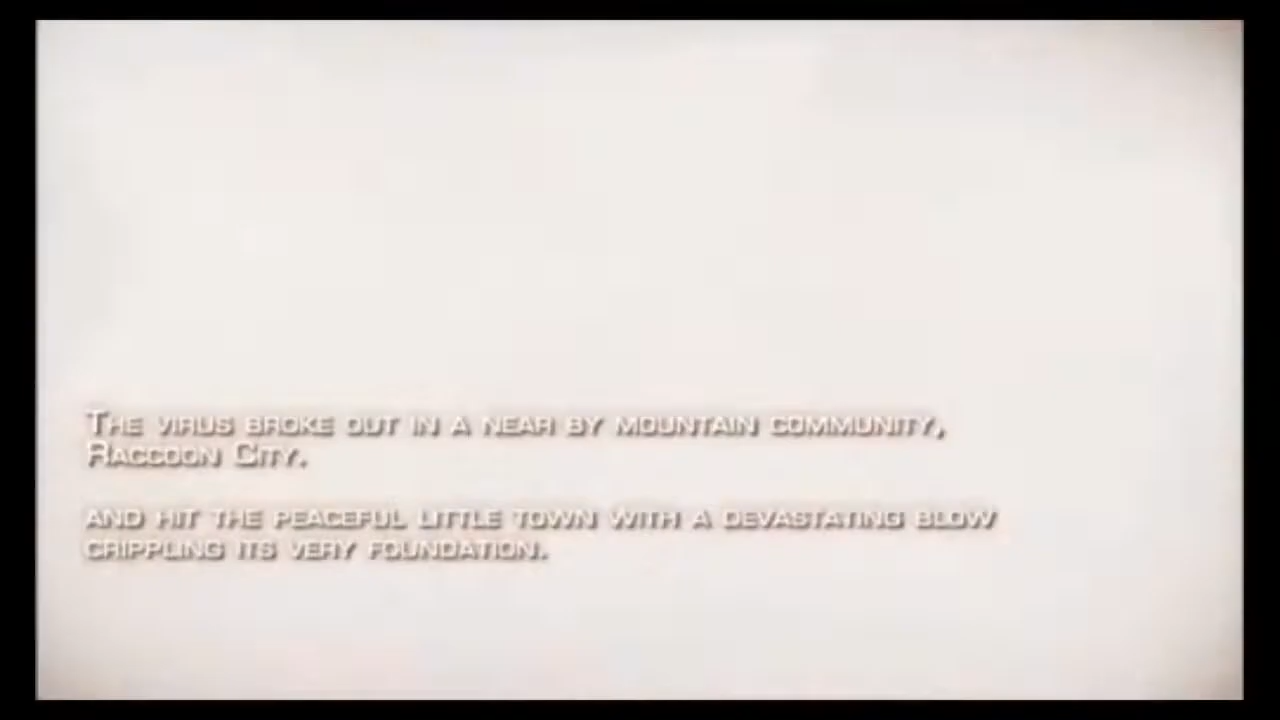 The virus broke out in a near by mountain community,
Raccoon City.
and hit the peaceful little town with a devastating blow
crippling its very foundation.